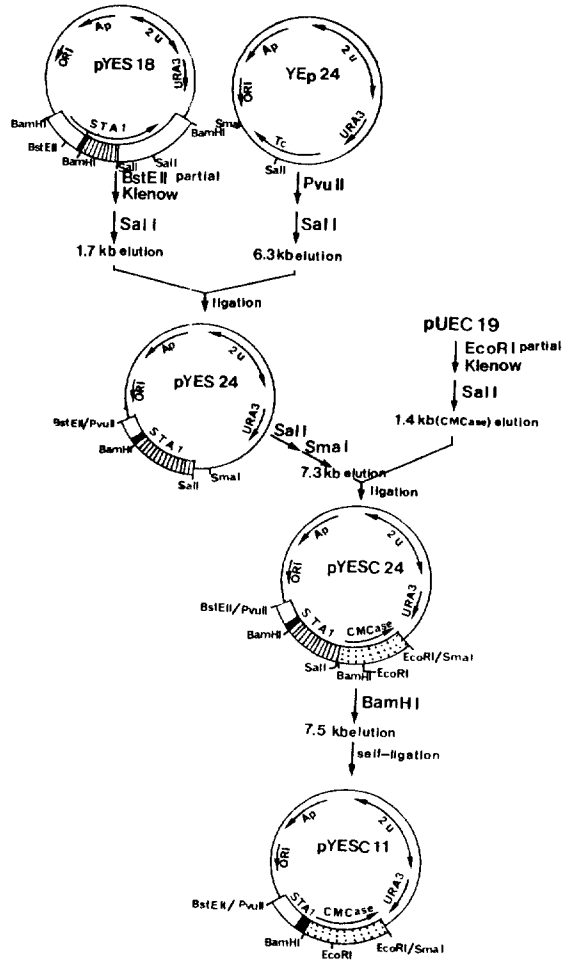 Ap
2u
ORI
pYES 18
URA3
STA1
BamHI
BstEII
BamHI
SalI
SalI
BamHI
Ap
2u
ORI
YEp 24
URA3
SmaI
Tc
SalI
BstEII partial
Klenow
SalI
1.7 kb elution
PvuII
SalI
6.3 kb elution
ligation
Ap
2u
ORI
pYES 24
URA3
BstEII/PvuII
BamHI
STA1
SalI
SmaI
SalI
SmaI
7.3 kb elution
pUEC 19
EcoRI partial
Klenow
SalI
1.4 kb(CMCase) elution
ligation
Ap
2u
ORI
pYESC 24
URA3
BstEII/PvuII
BamHI
STA1
CMCase
SalI
BamHI
EcoRI
EcoRI/SmaI
BamHI
7.5 kb elution
self-ligation
Ap
2u
ORI
pYESC 11
URA3
BstEII/PvuII
STA1
CMCase
BamHI
EcoRI
EcoRI/SmaI